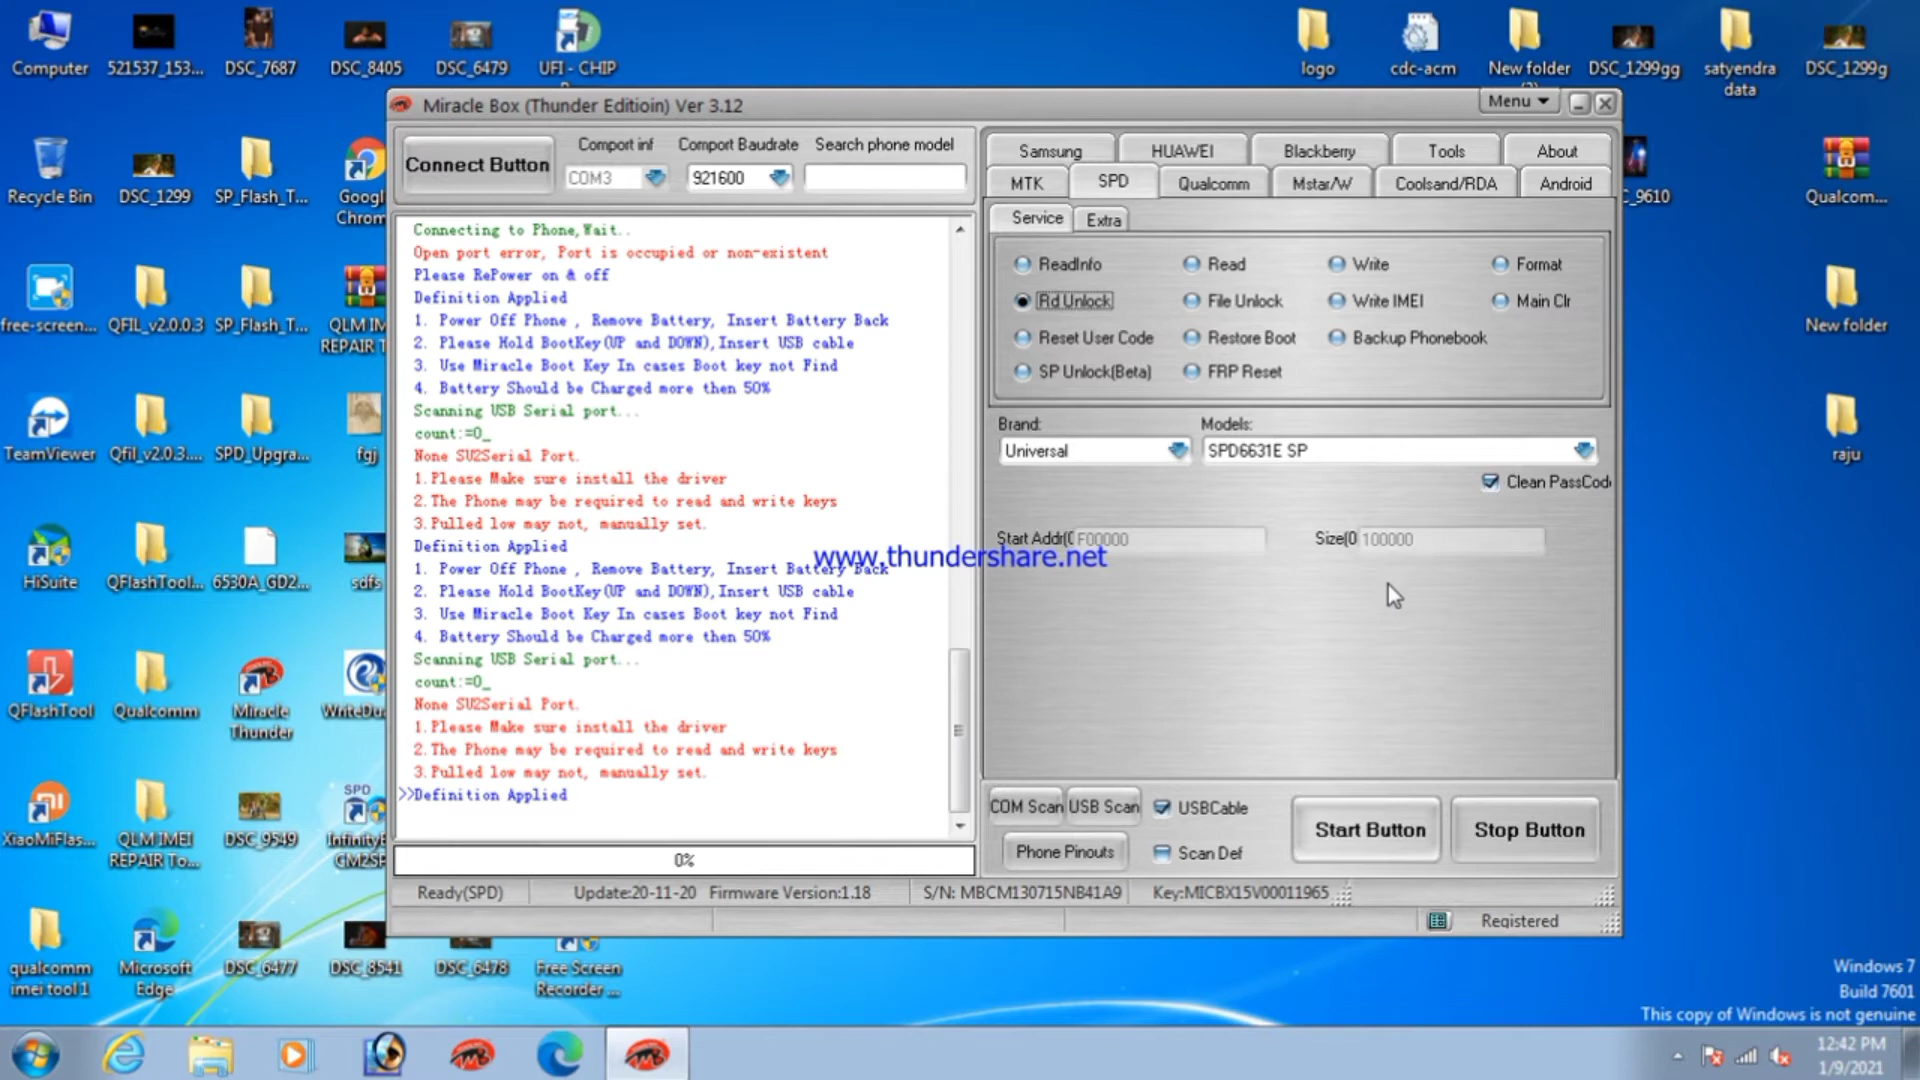 Computer
521537_153...
DSC_7687
DSC_8405
DSC_6479
UFI - CHIP
logo
cdc-acm
New folder
DSC_1299gg
satyendra
data
DSC_1299g
Recycle Bin
DSC_1299
SP_Flash_T...
Googl
Chrom
C_9610
Qualcom...
free-screen...
QFIL_v2.0.0.3
SP_Flash_T...
QLM IM
REPAIR T
New folder
TeamViewer
Qfil_v2.0.3....
SPD_Upgra...
fgj
raju
HiSuite
QFlashTool...
6530A_GD2...
sdfs
QFlashTool
Qualcomm
Miracle
Thunder
WriteDu
XiaoMiFlas...
QLM IMEI
REPAIR To...
DSC_9549
SPD
InfinityB
CM2SP
qualcomm
imei tool 1
Microsoft
Edge
DSC_6477
DSC_8541
DSC_6478
Free Screen
Recorder ...
Miracle Box (Thunder Editioin) Ver 3.12
Menu
Connect Button
Comport inf
Comport Baudrate
Search phone model
COM3
921600
Connecting to Phone,Wait..
Open port error, Port is occupied or non-existent
Please RePower on & off
Definition Applied
1. Power Off Phone , Remove Battery, Insert Battery Back
2. Please Hold BootKey(UP and DOWN),Insert USB cable
3. Use Miracle Boot Key In cases Boot key not Find
4. Battery Should be Charged more then 50%
Scanning USB Serial port...
count:=0_
None SU2Serial Port.
1.Please Make sure install the driver
2.The Phone may be required to read and write keys
3.Pulled low may not, manually set.
Definition Applied
1. Power Off Phone , Remove Battery, Insert Battery Back
2. Please Hold BootKey(UP and DOWN),Insert USB cable
3. Use Miracle Boot Key In cases Boot key not Find
4. Battery Should be Charged more then 50%
Scanning USB Serial port...
count:=0_
None SU2Serial Port.
1.Please Make sure install the driver
2.The Phone may be required to read and write keys
3.Pulled low may not, manually set.
>>Definition Applied
0%
Samsung
HUAWEI
Blackberry
Tools
About
MTK
SPD
Qualcomm
Mstar/W
Coolsand/RDA
Android
Service
Extra
ReadInfo
Read
Write
Format
Rd Unlock
File Unlock
Write IMEI
Main Clr
Reset User Code
Restore Boot
Backup Phonebook
SP Unlock(Beta)
FRP Reset
Brand:
Models:
Universal
SPD6631E SP
Clean PassCod
Start Addr(0
F00000
Size(0
100000
www.thundershare.net
COM Scan
USB Scan
USBCable
Start Button
Stop Button
Phone Pinouts
Scan Def
Ready(SPD)
Update:20-11-20
Firmware Version:1.18
S/N: MBCM130715NB41A9
Key:MICBX15V00011965
Registered
Windows 7
Build 7601
This copy of Windows is not genuine
12:42 PM
1/9/2021